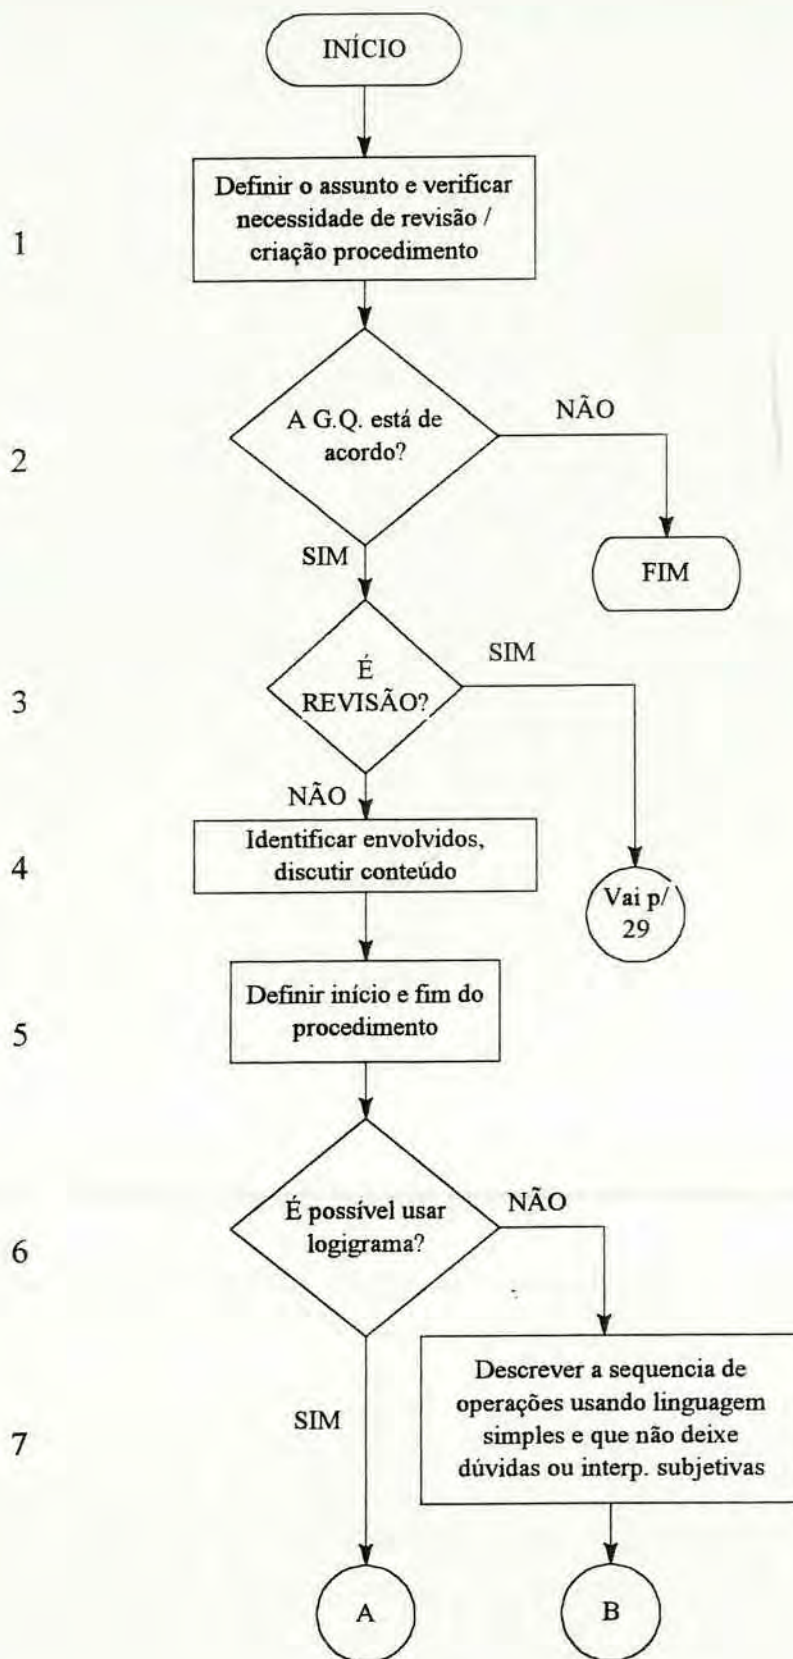 INÍCIO
1
Definir o assunto e verificar
necessidade de revisão /
criação procedimento
2
A G.Q. está de
acordo?
NÃO
SIM
FIM
3
É
REVISÃO?
SIM
NÃO
4
Identificar envolvidos,
discutir conteúdo
Vai p/
29
5
Definir início e fim do
procedimento
6
É possível usar
logigrama?
NÃO
7
SIM
Descrever a sequencia de
operações usando linguagem
simples e que não deixe
dúvidas ou interp. subjetivas
A
B